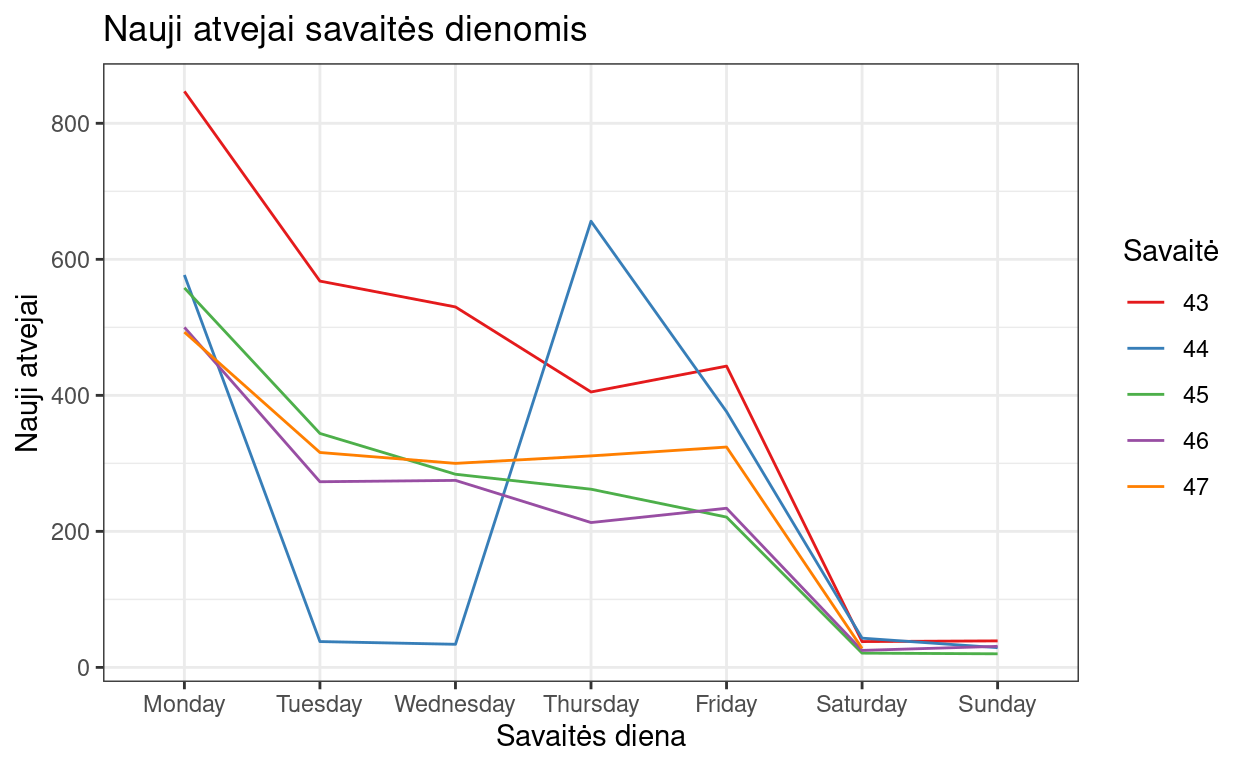 Nauji atvejai savaitės dienomis
Nauji atvejai
800
600
400
200
0
Monday Tuesday Wednesday Thursday Friday Saturday Sunday
Savaitės diena
Savaitė
43
44
45
46
47